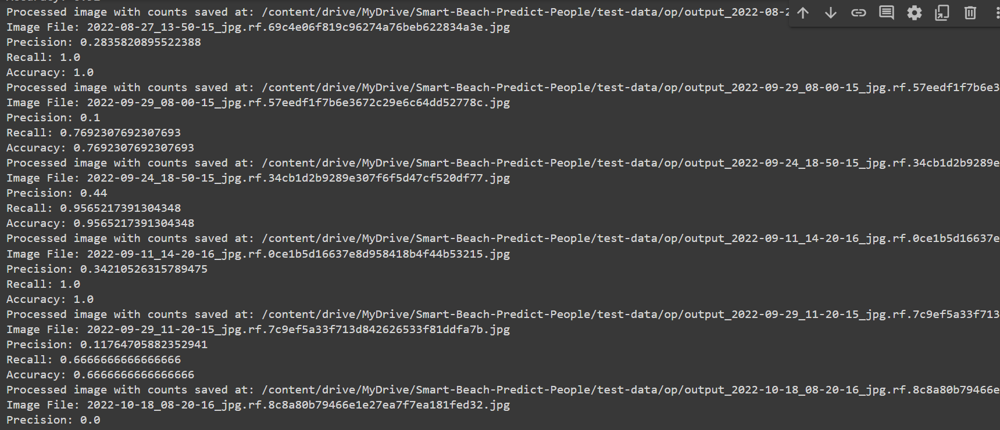 Processed image with counts saved at: /content/drive/MyDrive/Smart-Beach-Predict-People/test-data/op/output_2022-08-2
Image File: 2022-08-27_13-50-15_jpg.rf.69c4e06f819c96274a76beb622834a3e.jpg
Precision: 0.2835820895522388
Recall: 1.0
Accuracy: 1.0
Processed image with counts saved at: /content/drive/MyDrive/Smart-Beach-Predict-People/test-data/op/output_2022-09-29_08-00-15_jpg.rf.57eedf1f7b6e3
Image File: 2022-09-29_08-00-15_jpg.rf.57eedf1f7b6e3672c29e6c64dd52778c.jpg
Precision: 0.1
Recall: 0.7692307692307693
Accuracy: 0.7692307692307693
Processed image with counts saved at: /content/drive/MyDrive/Smart-Beach-Predict-People/test-data/op/output_2022-09-24_18-50-15_jpg.rf.34cb1d2b9289e
Image File: 2022-09-24_18-50-15_jpg.rf.34cb1d2b9289e307f6f5d47cf520df77.jpg
Precision: 0.44
Recall: 0.9565217391304348
Accuracy: 0.9565217391304348
Processed image with counts saved at: /content/drive/MyDrive/Smart-Beach-Predict-People/test-data/op/output_2022-09-11_14-20-16_jpg.rf.0ce1b5d16637e
Image File: 2022-09-11_14-20-16_jpg.rf.0ce1b5d16637e8d958418b4f44b53215.jpg
Precision: 0.34210526315789475
Recall: 1.0
Accuracy: 1.0
Processed image with counts saved at: /content/drive/MyDrive/Smart-Beach-Predict-People/test-data/op/output_2022-09-29_11-20-15_jpg.rf.7c9ef5a33f713
Image File: 2022-09-29_11-20-15_jpg.rf.7c9ef5a33f713d842626533f81ddfa7b.jpg
Precision: 0.11764705882352941
Recall: 0.6666666666666666
Accuracy: 0.6666666666666666
Processed image with counts saved at: /content/drive/MyDrive/Smart-Beach-Predict-People/test-data/op/output_2022-10-18_08-20-16_jpg.rf.8c8a80b79466e
Image File: 2022-10-18_08-20-16_jpg.rf.8c8a80b79466e1e27ea7f7ea181fed32.jpg
Precision: 0.0